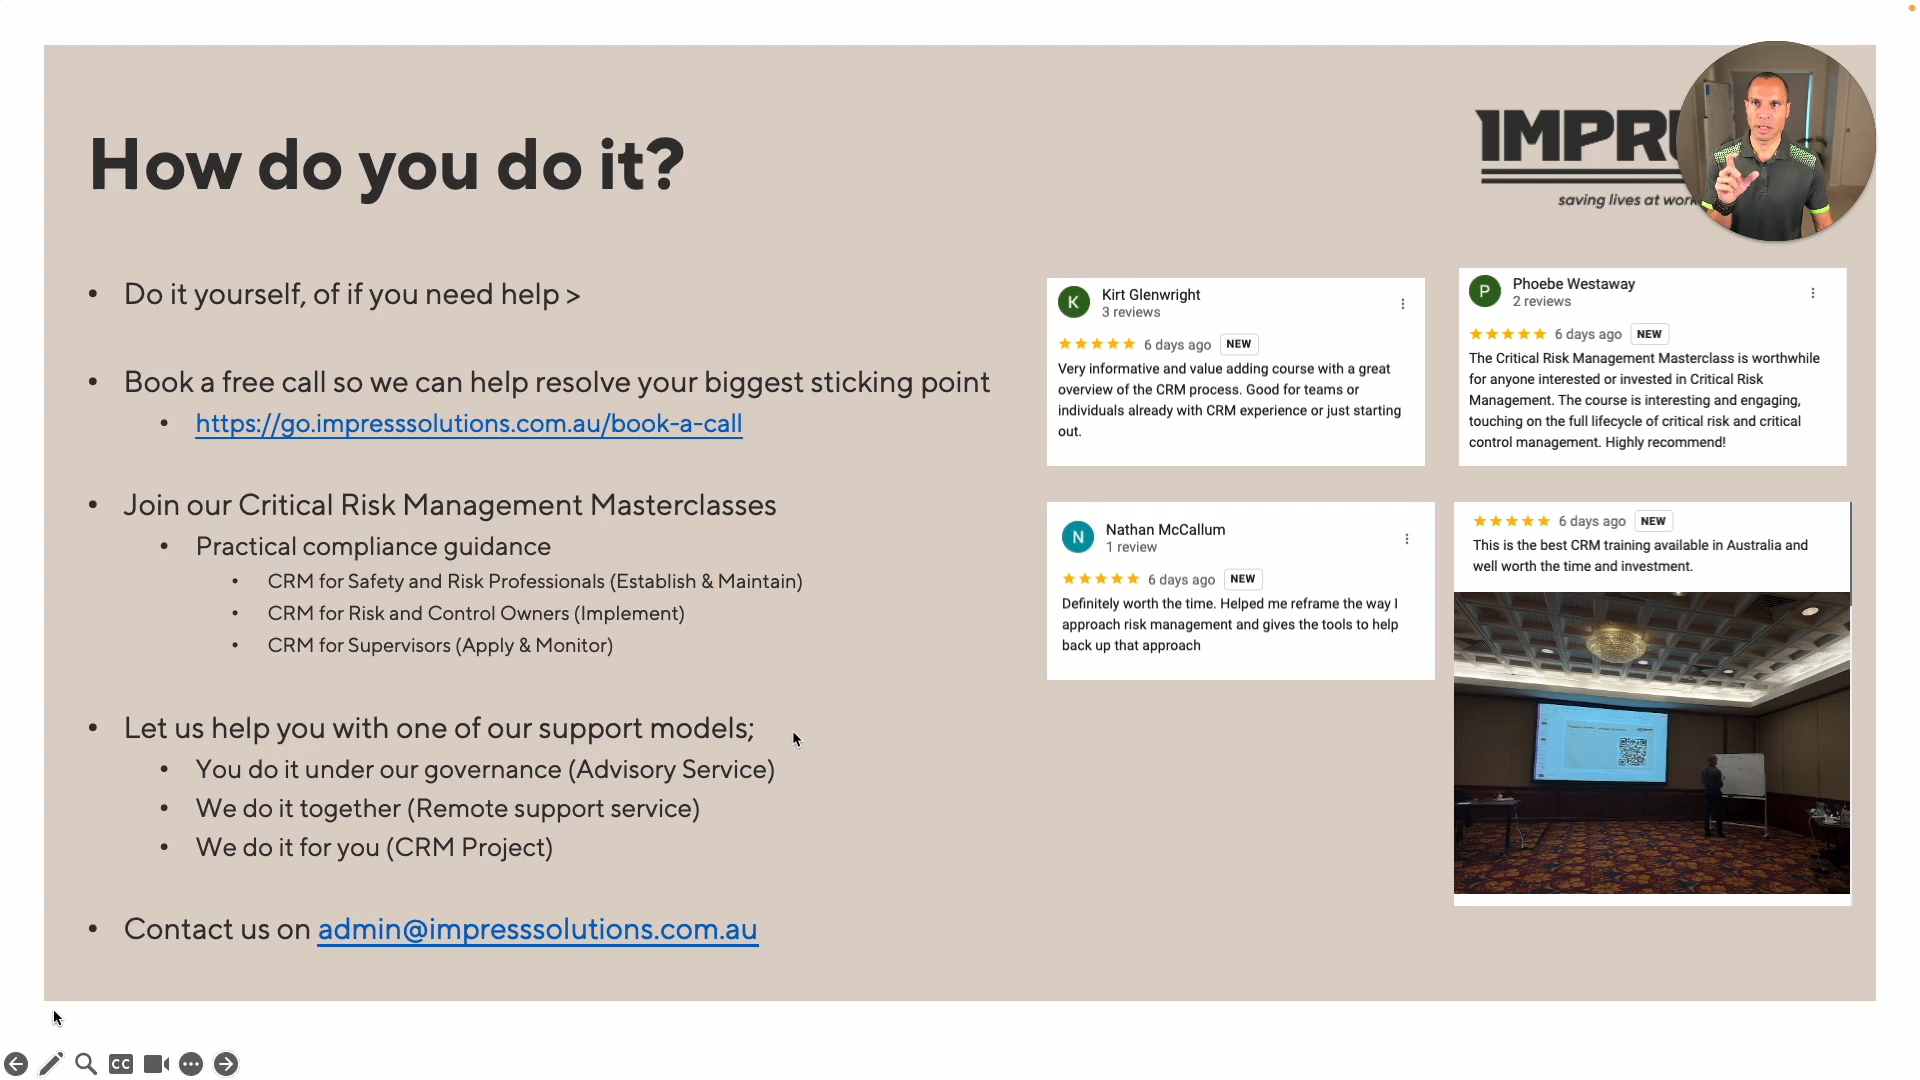 How do you do it?
IMPR
saving lives at work
• Do it yourself, of if you need help >
• Book a free call so we can help resolve your biggest sticking point
• https://go.impresssolutions.com.au/book-a-call
• Join our Critical Risk Management Masterclasses
• Practical compliance guidance
• CRM for Safety and Risk Professionals (Establish & Maintain)
• CRM for Risk and Control Owners (Implement)
• CRM for Supervisors (Apply & Monitor)
• Let us help you with one of our support models;
• You do it under our governance (Advisory Service)
• We do it together (Remote support service)
• We do it for you (CRM Project)
• Contact us on admin@impresssolutions.com.au
K
Kirt Glenwright
3 reviews
6 days ago NEW
Very informative and value adding course with a great
overview of the CRM process. Good for teams or
individuals already with CRM experience or just starting
out.
P
Phoebe Westaway
2 reviews
6 days ago NEW
The Critical Risk Management Masterclass is worthwhile
for anyone interested or invested in Critical Risk
Management. The course is interesting and engaging,
touching on the full lifecycle of critical risk and critical
control management. Highly recommend!
N
Nathan McCallum
1 review
6 days ago NEW
Definitely worth the time. Helped me reframe the way I
approach risk management and gives the tools to help
back up that approach
6 days ago NEW
This is the best CRM training available in Australia and
well worth the time and investment.
CC